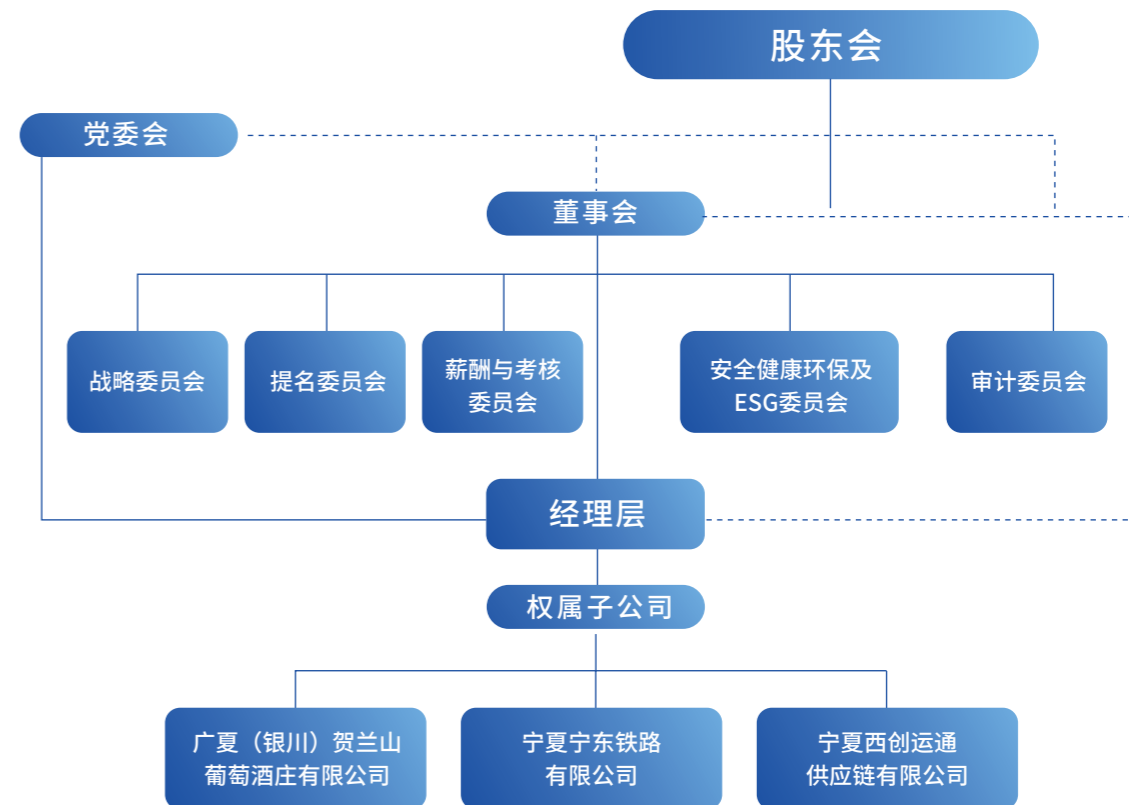 股东会
党委会
董事会
战略委员会
提名委员会
薪酬与考核
委员会
安全健康环保及
ESG委员会
审计委员会
经理层
权属子公司
广夏（银川）贺兰山
葡萄酒庄有限公司
宁夏宁东铁路
有限公司
宁夏西创运通
供应链有限公司